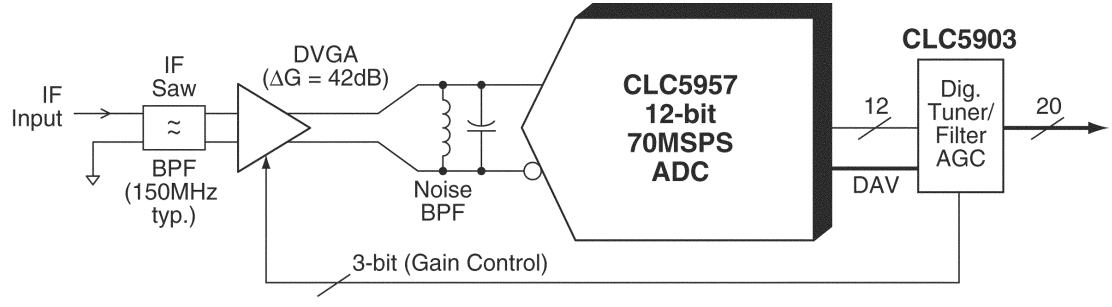 IF
Input
IF
Saw
BPF
(150MHz
typ.)
DVGA
(ΔG = 42dB)
Noise
BPF
CLC5957
12-bit
70MSPS
ADC
12
DAV
CLC5903
Dig.
Tuner/
Filter
AGC
20
3-bit (Gain Control)